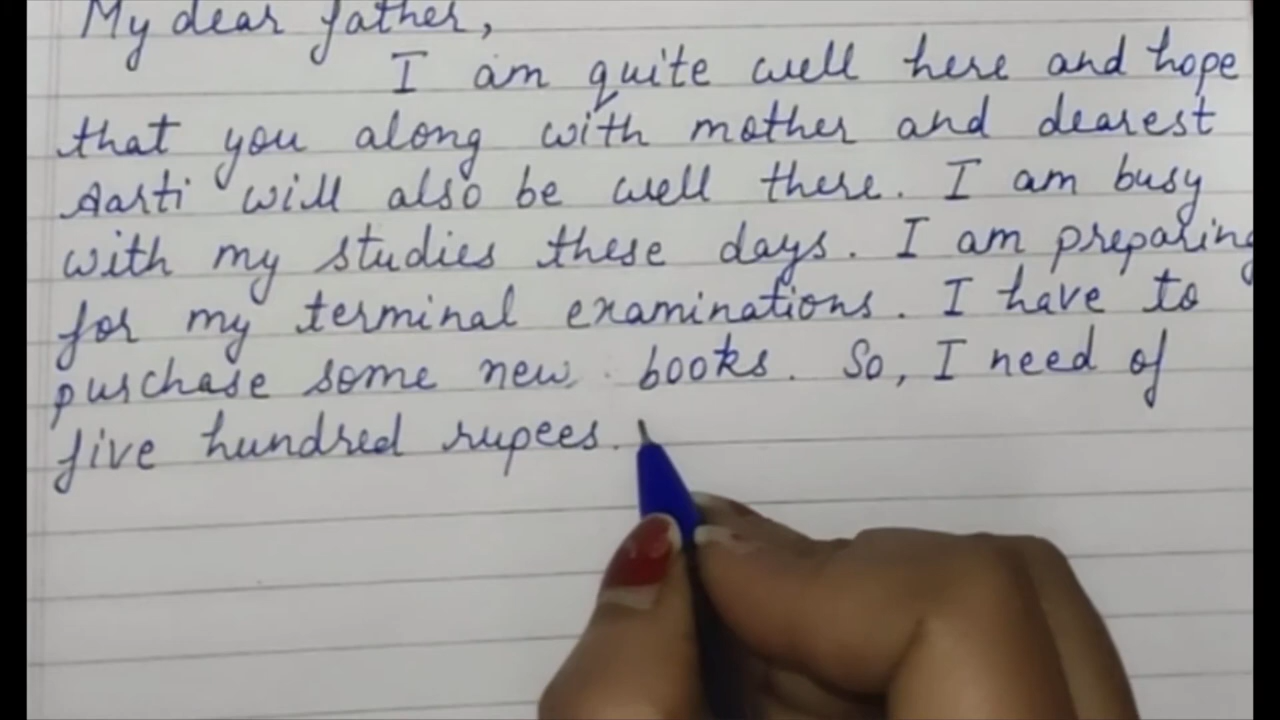 My dear father,
I am quite well here and hope
that you along with mother and dearest
Aarti will also be well there. I am busy
with my studies these days. I am preparing
for my terminal examinations. I have to
purchase some new books. So, I need of
five hundred rupees.